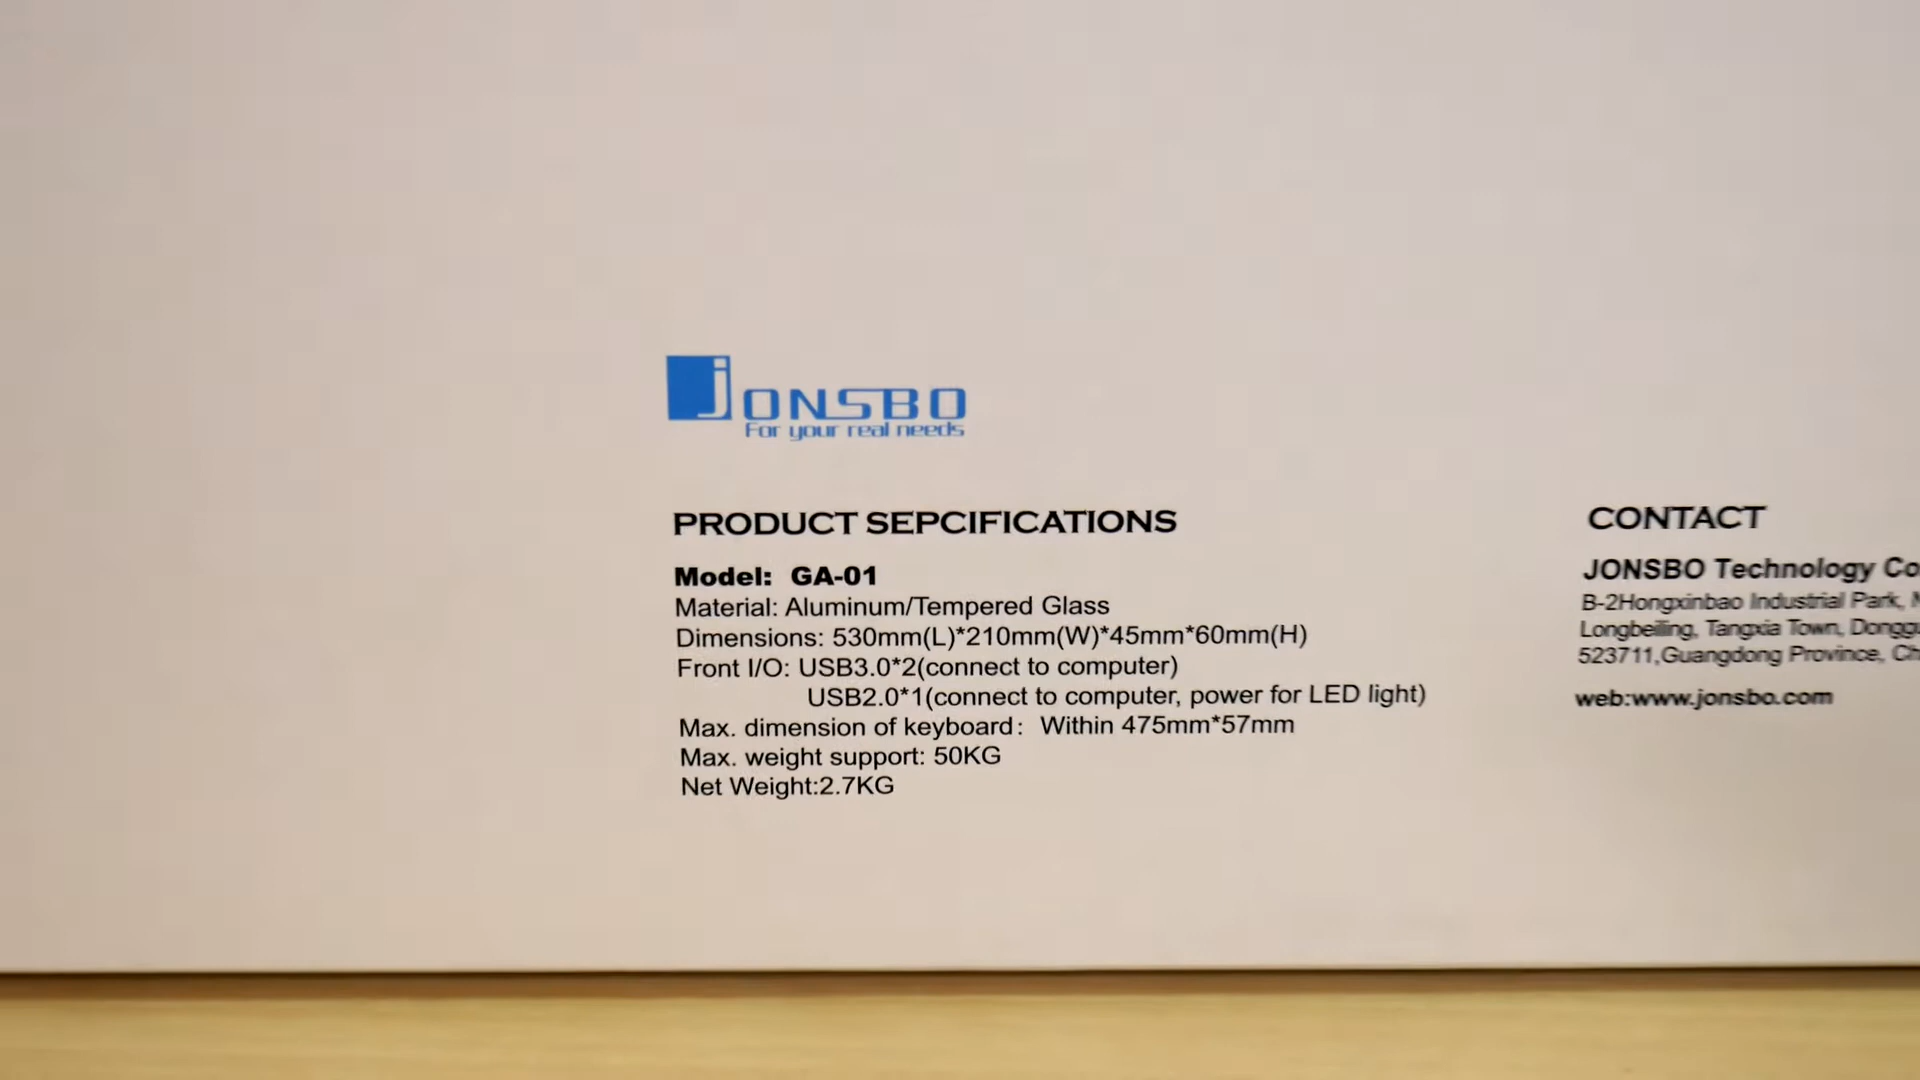 JONSBO
For your real needs
PRODUCT SEPCIFICATIONS
Model: GA-01
Material: Aluminum/Tempered Glass
Dimensions: 530mm(L)*210mm(W)*45mm*60mm(H)
Front I/O: USB3.0*2(connect to computer)
USB2.0*1(connect to computer, power for LED light)
Max. dimension of keyboard: Within 475mm*57mm
Max. weight support: 50KG
Net Weight:2.7KG
CONTACT
JONSBO Technology Co
B-2Hongxinbao Industrial Park,
Tangxia Town,
523711,Guangdong Province,
web:www.jonsbo.com